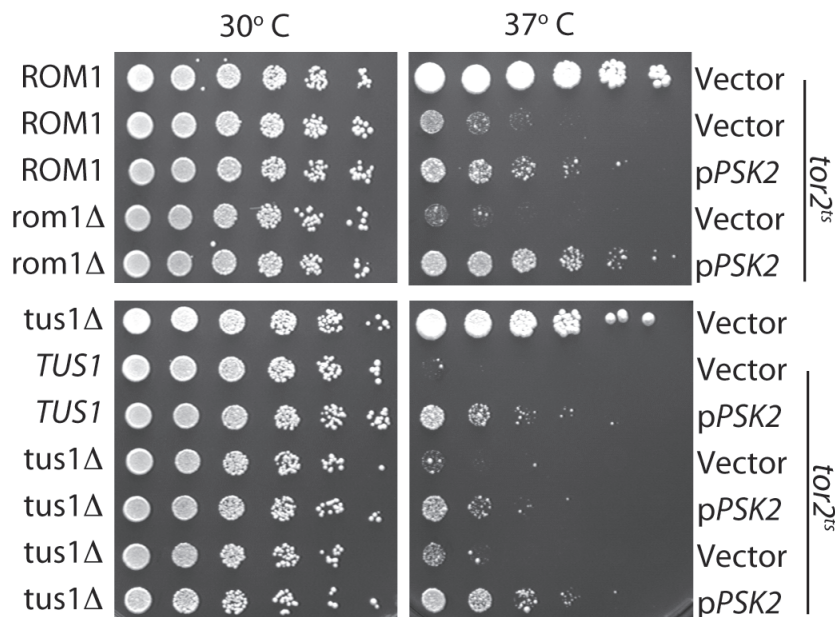 30° C 37° C
ROM1 Vector
ROM1 Vector
ROM1 pPSK2
rom1Δ Vector
rom1Δ pPSK2
tor2ts
tus1Δ Vector
TUS1 Vector
TUS1 pPSK2
tus1Δ Vector
tus1Δ pPSK2
tus1Δ Vector
tus1Δ pPSK2
tor2ts